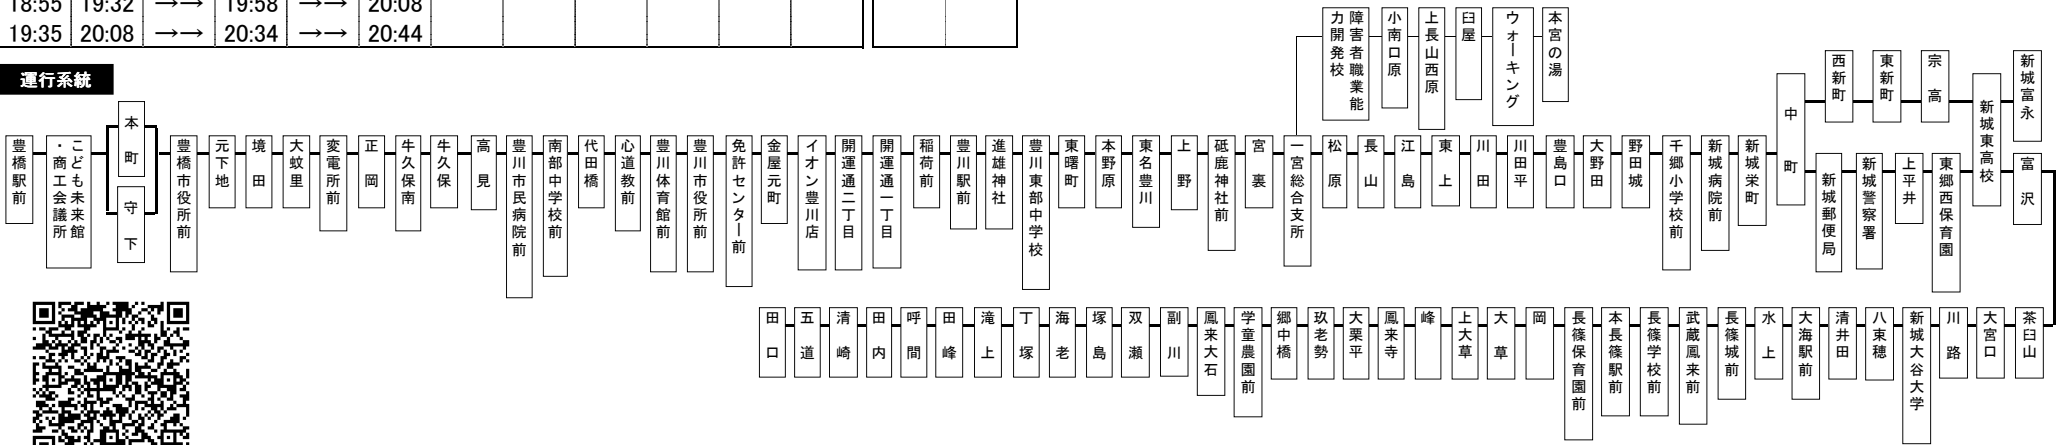 18:55 19:32 →→ 19:58 →→ 20:08
19:35 20:08 →→ 20:34 →→ 20:44
運行系統
障害者職業能力開発校
小南口原
上長山西原
臼屋
ウォーキング
本宮の湯
豊橋駅前
こども未来館・商工会議所
本町
守下
豊橋市役所前
元下地
境田
大蚊里
変電所前
正岡
牛久保南
牛久保
高見
豊川市民病院前
南部中学校前
代田橋
心道教前
豊川体育館前
豊川市役所前
免許センター前
金屋元町
イオン豊川店
開運通二丁目
開運通一丁目
稲荷前
豊川駅前
進雄神社
豊川東部中学校
東曙町
本野原
東名豊川
上野
砥鹿神社前
宮裏
一宮総合支所
松原
長山
江島
東上
川田
川田平
豊島口
大野田
野田城
千郷小学校前
新城病院前
新城栄町
中町
西新町
東新町
宗高
新城郵便局
新城警察署
上平井
東郷西保育園
新城東高校
新城富永
富沢
田口
五道
清崎
田内
呼間
田峰
滝上
丁塚
海老
塚島
双瀬
副川
鳳来大石
学童農園前
郷中橋
玖老勢
大栗平
鳳来寺
峰
上大草
大草
岡
長篠保育園前
本長篠駅前
長篠学校前
武蔵鳳来前
長篠城前
水上
大海駅前
清井田
八束穂
新城大谷大学
川路
大宮口
茶臼山